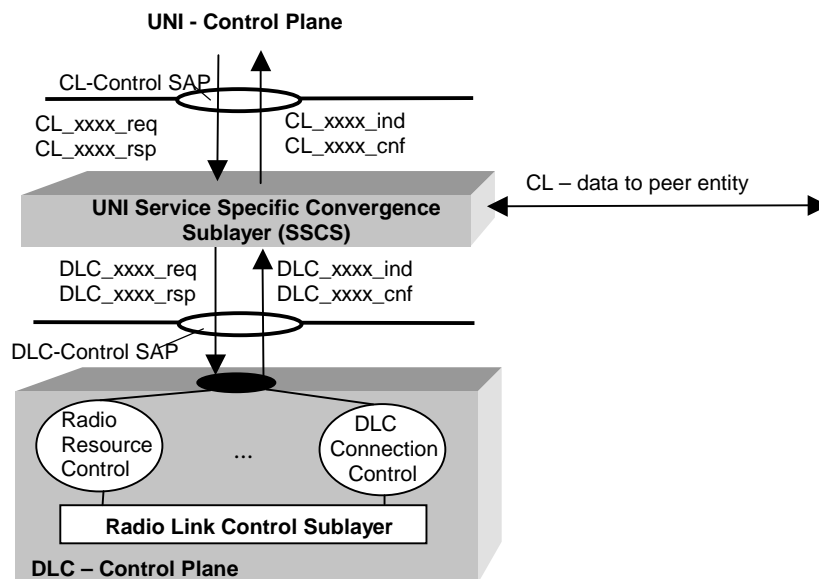 UNI - Control Plane
CL-Control SAP
CL_xxxx_req
CL_xxxx_rsp
CL_xxxx_ind
CL_xxxx_cnf
CL – data to peer entity
UNI Service Specific Convergence
Sublayer (SSCS)
DLC_xxxx_req
DLC_xxxx_rsp
DLC_xxxx_ind
DLC_xxxx_cnf
DLC-Control SAP
Radio
Resource
Control
...
DLC
Connection
Control
Radio Link Control Sublayer
DLC – Control Plane